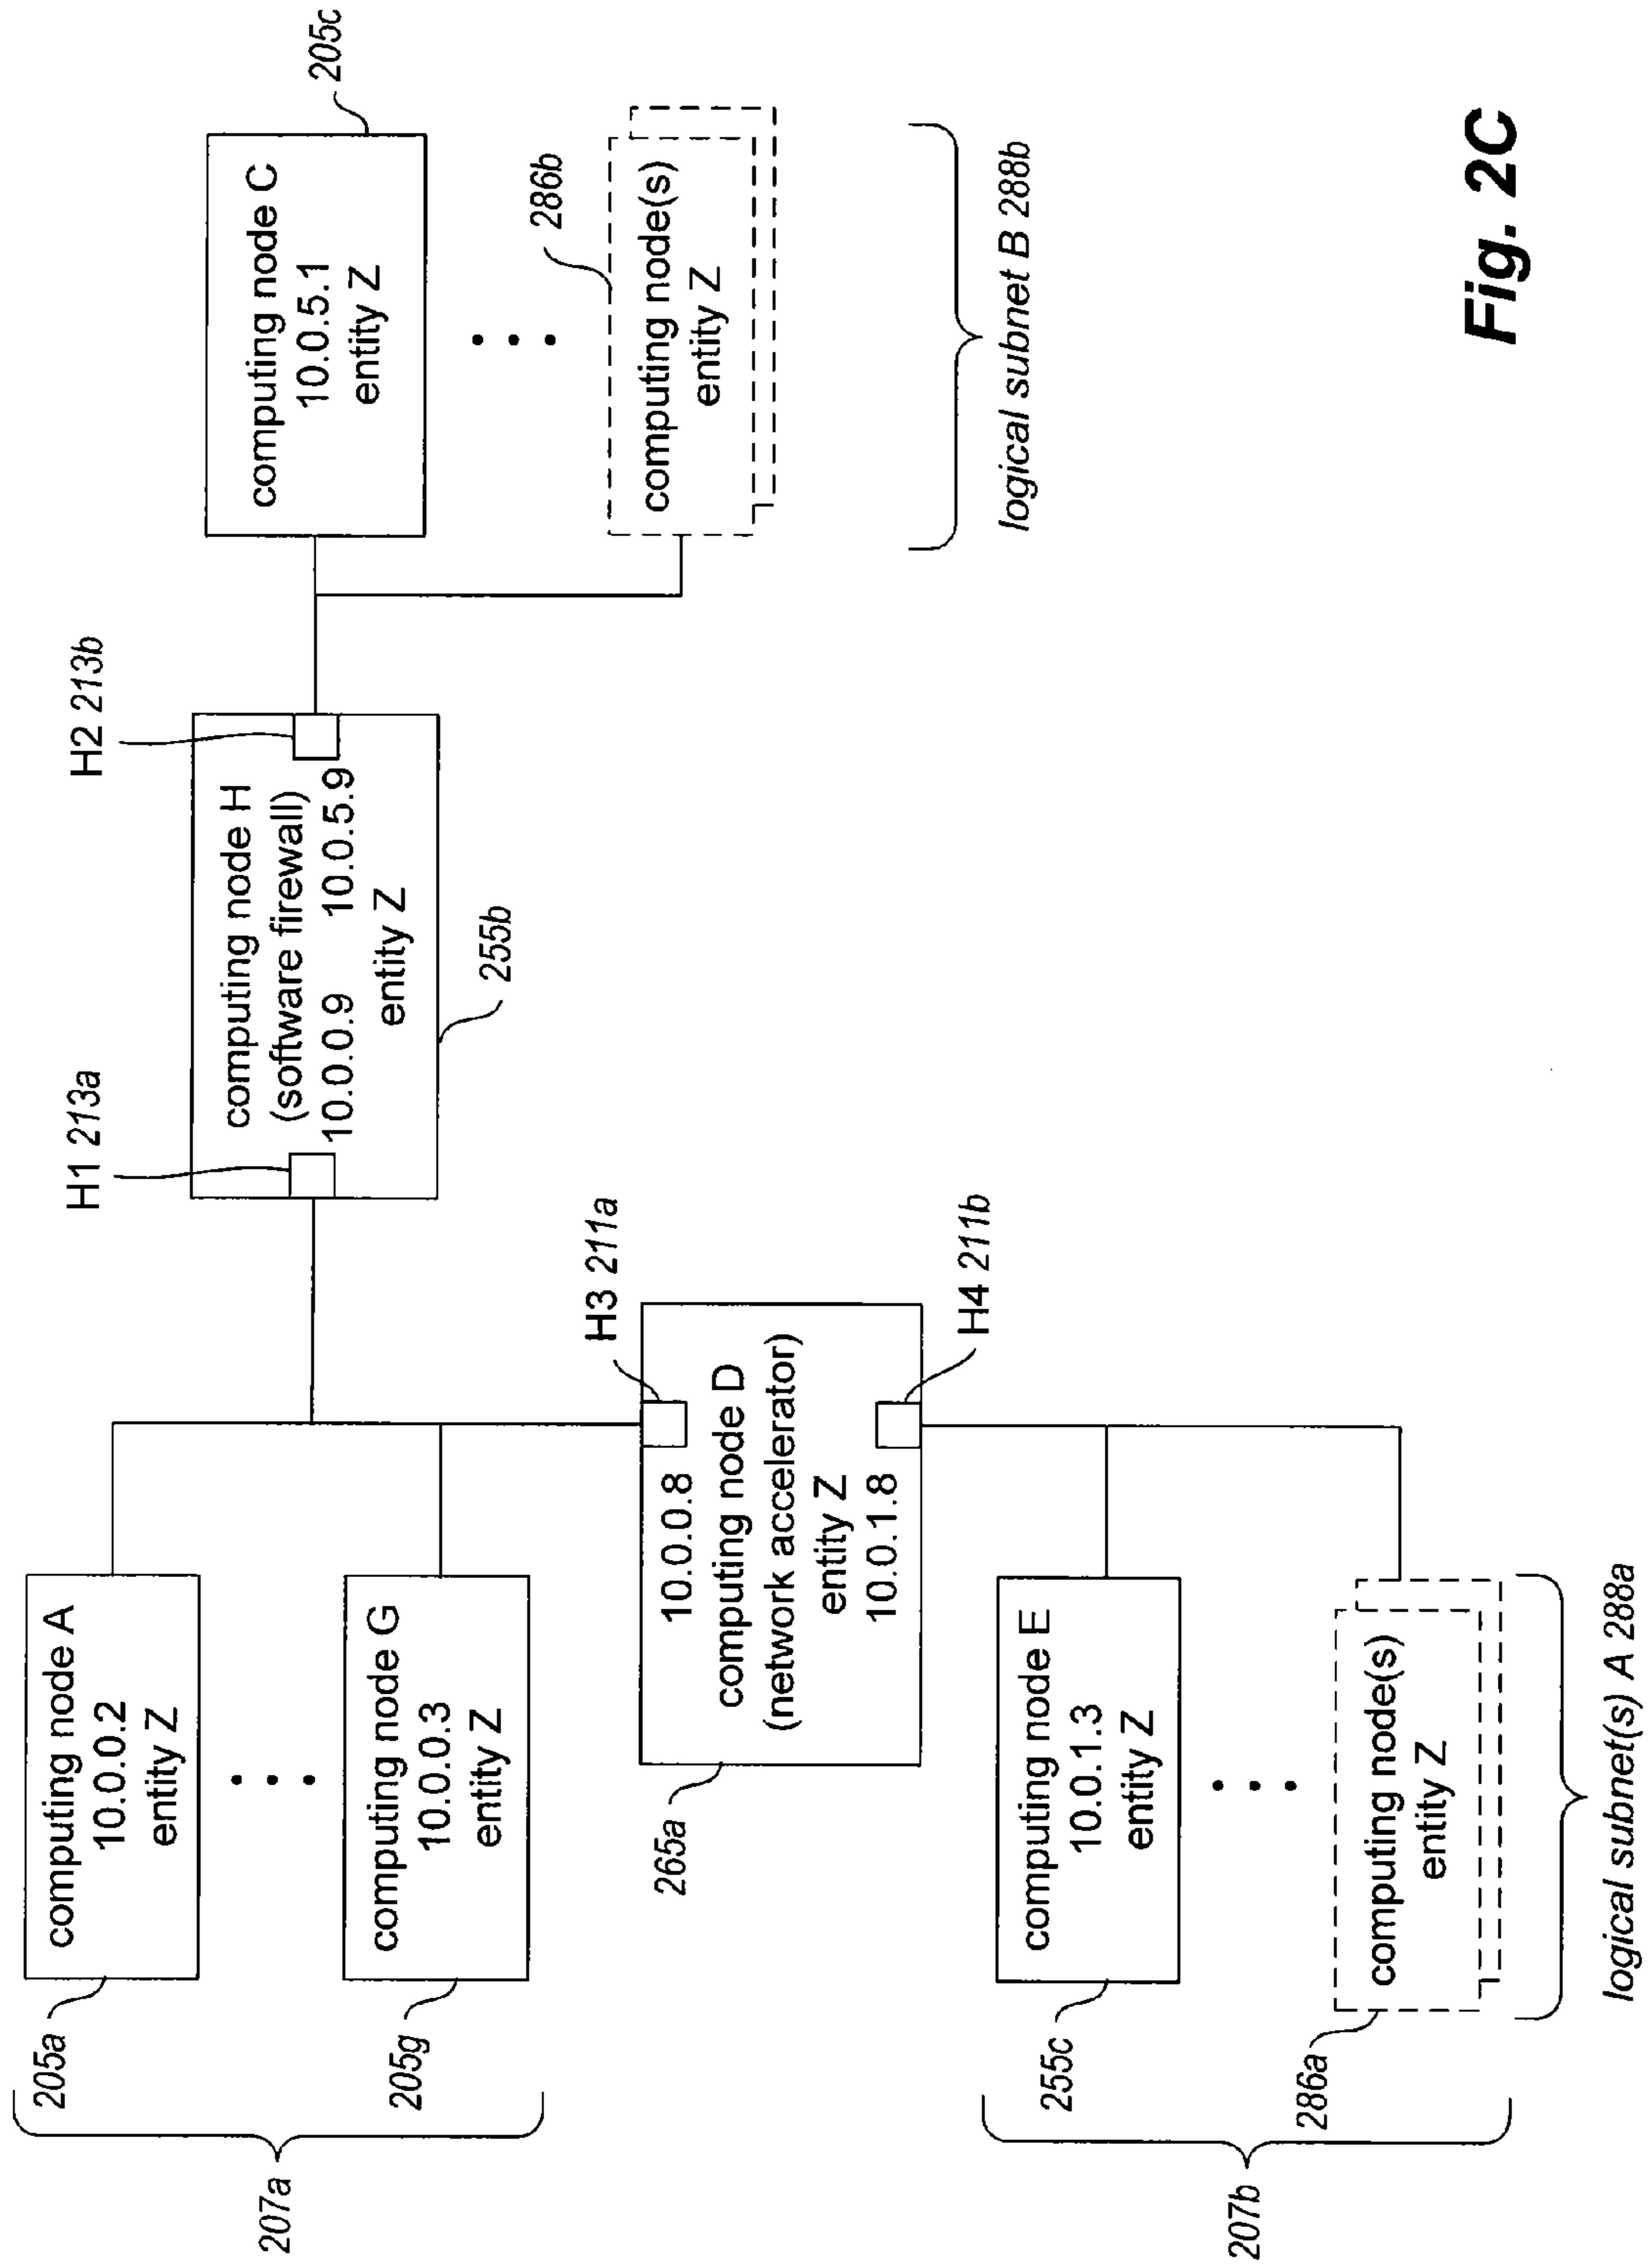 207a
205a
computing node A
10.0.0.2
entity Z
205g
computing node G
10.0.0.3
entity Z
H1 213a
H2 213b
computing node H
(software firewall)
10.0.0.9 10.0.5.9
entity Z
255b
205c
computing node C
10.0.5.1
entity Z
286b
computing node(s)
entity Z
logical subnet B 288b
H3 211a
265a
10.0.0.8
computing node D
(network accelerator)
entity Z
10.0.1.8
H4 211b
207b
255c
computing node E
10.0.1.3
entity Z
286a
computing node(s)
entity Z
logical subnet(s) A 288a
Fig. 2C